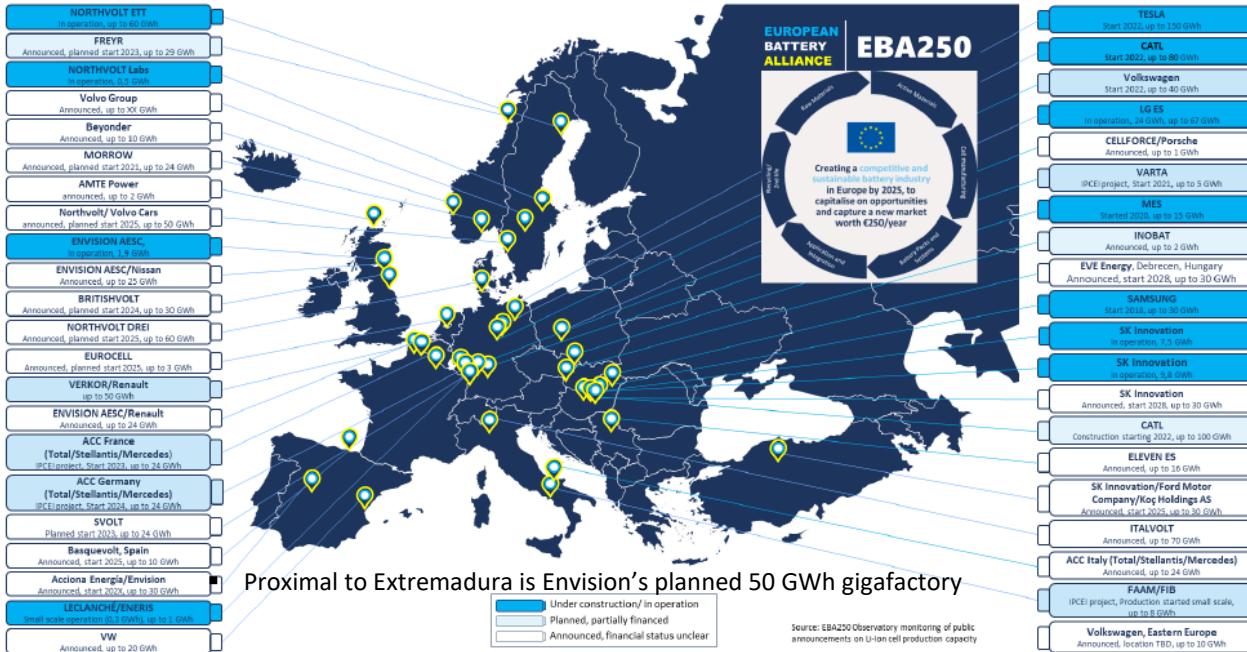 NORTHVOLT ETT
In operation, up to 60 GWh
FREYR
Announced, planned start 2023, up to 29 GWh
NORTHVOLT Labs
In operation, 0,5 GWh
Volvo Group
Announced, up to XX GWh
Beyonder
Announced, up to 10 GWh
MORROW
Announced, planned start 2021, up to 24 GWh
AMTE Power
announced, up to 2 GWh
Northvolt/ Volvo Cars
announced, planned start 2025, up to 50 GWh
ENVISION AESC,
in operation, 1,9 GWh
ENVISION AESC/Nissan
Announced, up to 25 GWh
BRITISHVOLT
Announced, planned start 2024, up to 30 GWh
NORTHVOLT DREI
Announced, planned start 2025, up to 60 GWh
EUROCELL
Announced, planned start 2025, up to 3 GWh
VERKOR/Renault
up to 50 GWh
ENVISION AESC/Renault
Announced, up to 24 GWh
ACC France
(Total/Stellantis/Mercedes)
IPCEI project, Start 2023, up to 24 GWh
ACC Germany
(Total/Stellantis/Mercedes)
IPCEI project, Start 2024, up to 24 GWh
SVOLT
Planned start 2023, up to 24 GWh
Basquevolt, Spain
Announced, start 2025, up to 10 GWh
Acciona Energía/Envision
Announced, start 202X, up to 30 GWh
LECLANCHÉ/ENERIS
Small scale operation (0,3 GWh), up to 1 GWh
VW
Announced, up to 20 GWh
EUROPEAN
BATTERY
ALLIANCE
EBA250
Raw Materials
Active Materials
Cell manufacturing
Battery Packs and Systems
Application and Integration
Recycling/ 2nd life
Creating a competitive and
sustainable battery industry
in Europe by 2025, to
capitalise on opportunities
and capture a new market
worth €250/year
■ Proximal to Extremadura is Envision's planned 50 GWh gigafactory
Under construction/ in operation
Planned, partially financed
Announced, financial status unclear
Source: EBA250 Observatory monitoring of public
announcements on Li-Ion cell production capacity
TESLA
Start 2022, up to 150 GWh
CATL
Start 2022, up to 80 GWh
Volkswagen
Start 2022, up to 40 GWh
LG ES
In operation, 24 GWh, up to 67 GWh
CELLFORCE/Porsche
Announced, up to 1 GWh
VARTA
IPCEI project, Start 2021, up to 5 GWh
MES
Started 2020, up to 15 GWh
INOBAT
Announced, up to 2 GWh
EVE Energy, Debrecen, Hungary
Announced, start 2028, up to 30 GWh
SAMSUNG
Start 2018, up to 30 GWh
SK Innovation
In operation, 7,5 GWh
SK Innovation
In operation, 9,8 GWh
SK Innovation
Announced, start 2028, up to 30 GWh
CATL
Construction starting 2022, up to 100 GWh
ELEVEN ES
Announced, up to 16 GWh
SK Innovation/Ford Motor
Company/Koç Holdings AS
Announced, start 2025, up to 30 GWh
ITALVOLT
Announced, up to 70 GWh
ACC Italy (Total/Stellantis/Mercedes)
Announced, up to 24 GWh
FAAM/FIB
IPCEI project, Production started small scale,
up to 8 GWh
Volkswagen, Eastern Europe
Announced, location TBD, up to 10 GWh